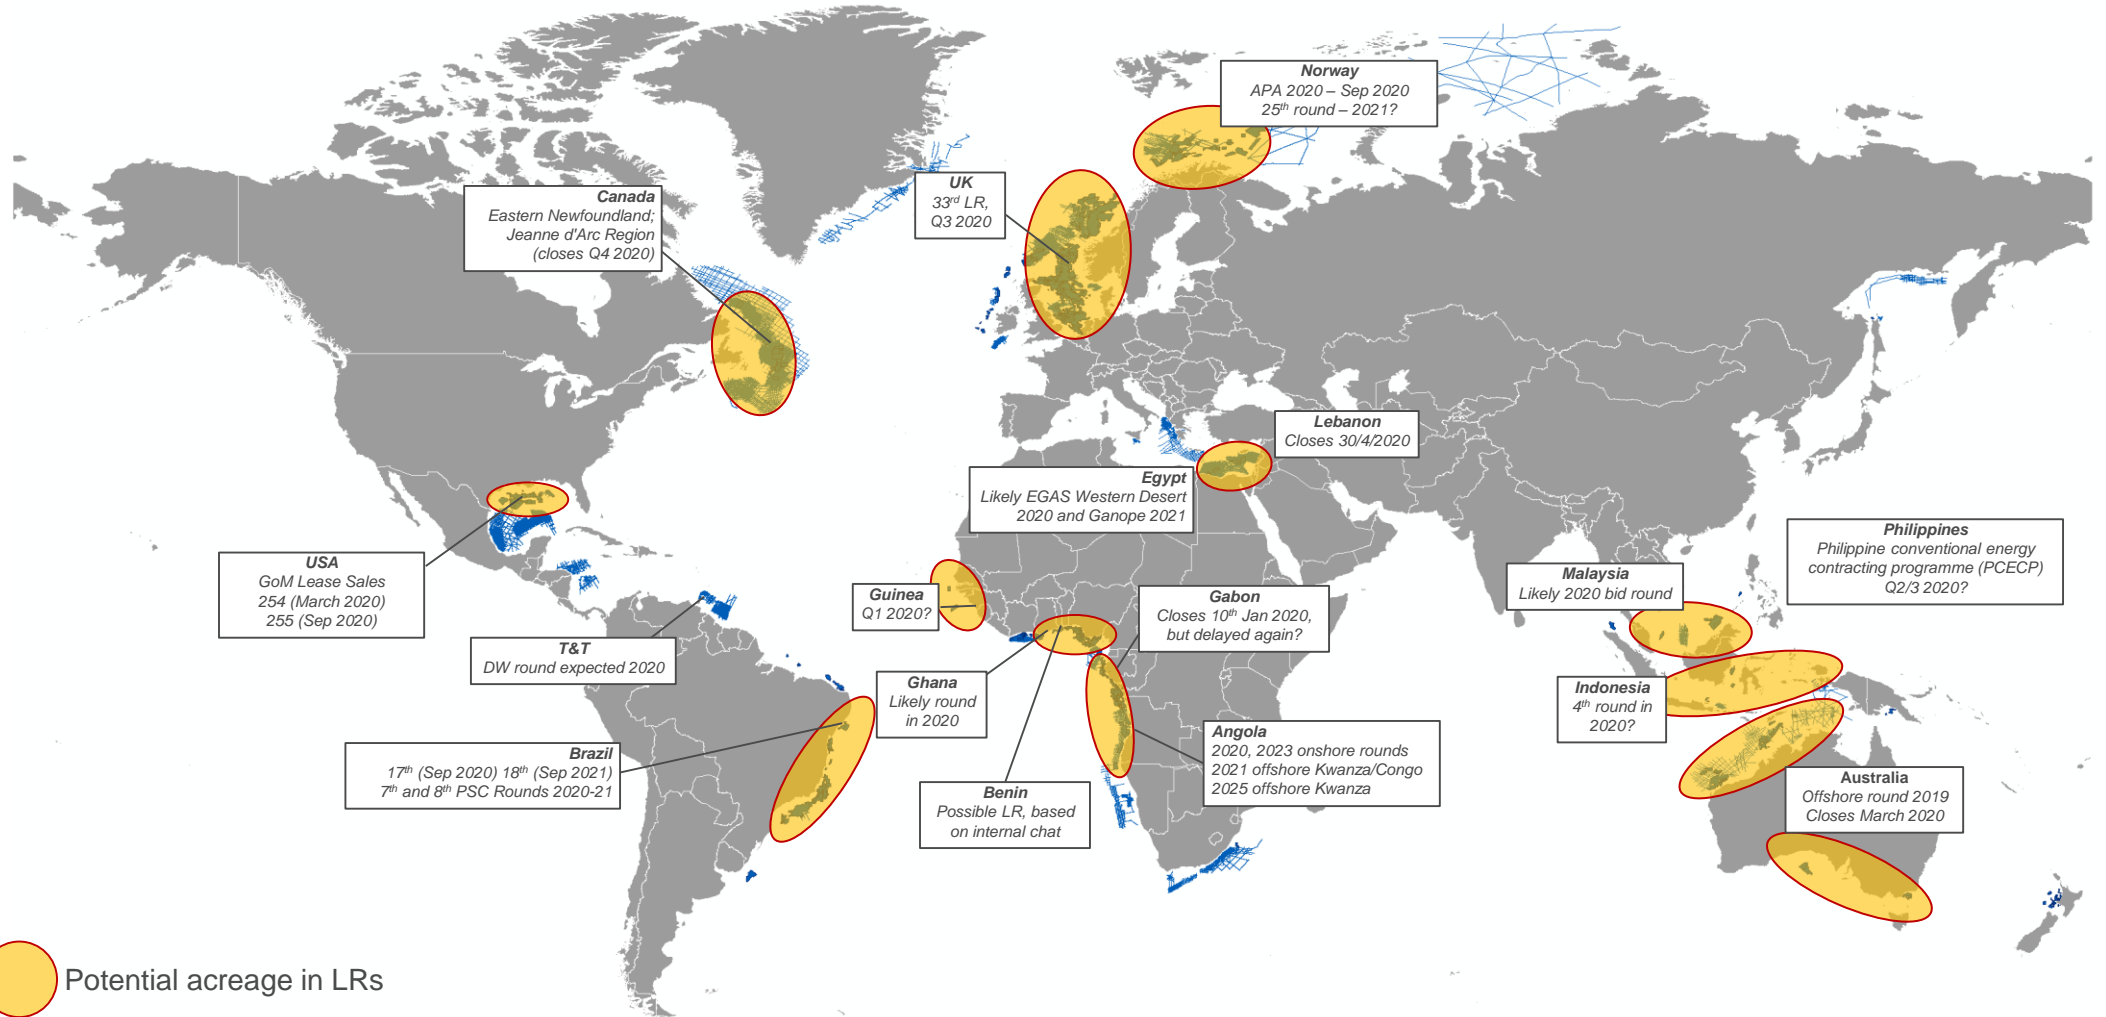 Norway
APA 2020 – Sep 2020
25th round – 2021?
UK
33rd LR,
Q3 2020
Canada
Eastern Newfoundland;
Jeanne d'Arc Region
(closes Q4 2020)
Lebanon
Closes 30/4/2020
Egypt
Likely EGAS Western Desert
2020 and Ganope 2021
USA
GoM Lease Sales
254 (March 2020)
255 (Sep 2020)
Philippines
Philippine conventional energy
contracting programme (PCECP)
Q2/3 2020?
Malaysia
Likely 2020 bid round
Guinea
Q1 2020?
Gabon
Closes 10th Jan 2020,
but delayed again?
T&T
DW round expected 2020
Ghana
Likely round
in 2020
Indonesia
4th round in
2020?
Angola
2020, 2023 onshore rounds
2021 offshore Kwanza/Congo
2025 offshore Kwanza
Brazil
17th (Sep 2020) 18th (Sep 2021)
7th and 8th PSC Rounds 2020-21
Benin
Possible LR, based
on internal chat
Australia
Offshore round 2019
Closes March 2020
Potential acreage in LRs